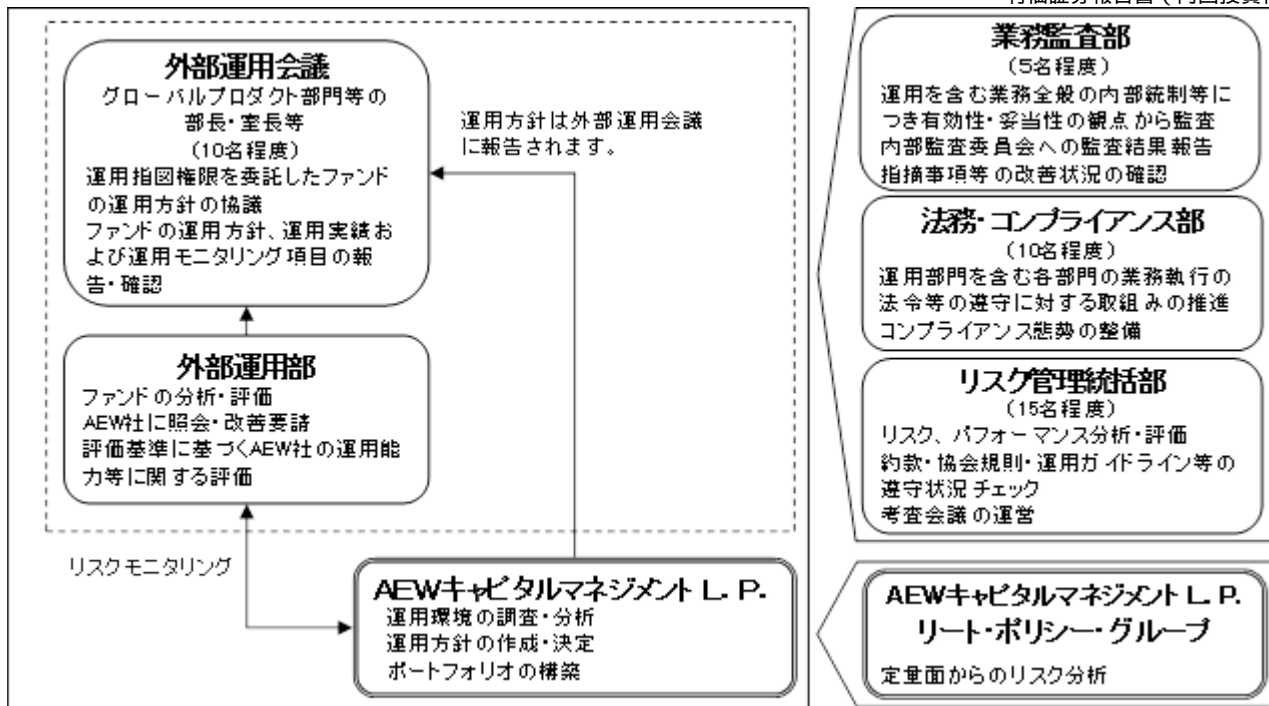 外部運用会議
グローバルプロダクト部門等の
部長・室長等
(10名程度)
運用指図権限を委託したファンド
の運用方針の協議
ファンドの運用方針、運用実績お
よび運用モニタリング項目の報
告・確認
運用方針は外部運用会議
に報告されます。
外部運用部
ファンドの分析・評価
AEW社に照会・改善要請
評価基準に基づくAEW社の運用能
力等に関する評価
リスクモニタリング
AEWキャピタルマネジメント L. P.
運用環境の調査・分析
運用方針の作成・決定
ポートフォリオの構築
業務監査部
(5名程度)
運用を含む業務全般の内部統制等に
つき有効性・妥当性の観点から監査
内部監査委員会への監査結果報告
指摘事項等の改善状況の確認
法務・コンプライアンス部
(10名程度)
運用部門を含む各部門の業務執行の
法令等の遵守に対する取組みの推進
コンプライアンス態勢の整備
リスク管理統括部
(15名程度)
リスク、パフォーマンス分析・評価
約款・協会規則・運用ガイドライン等の
遵守状況チェック
考査会議の運営
AEWキャピタルマネジメント L. P.
リート・ポリシー・グループ
定量面からのリスク分析